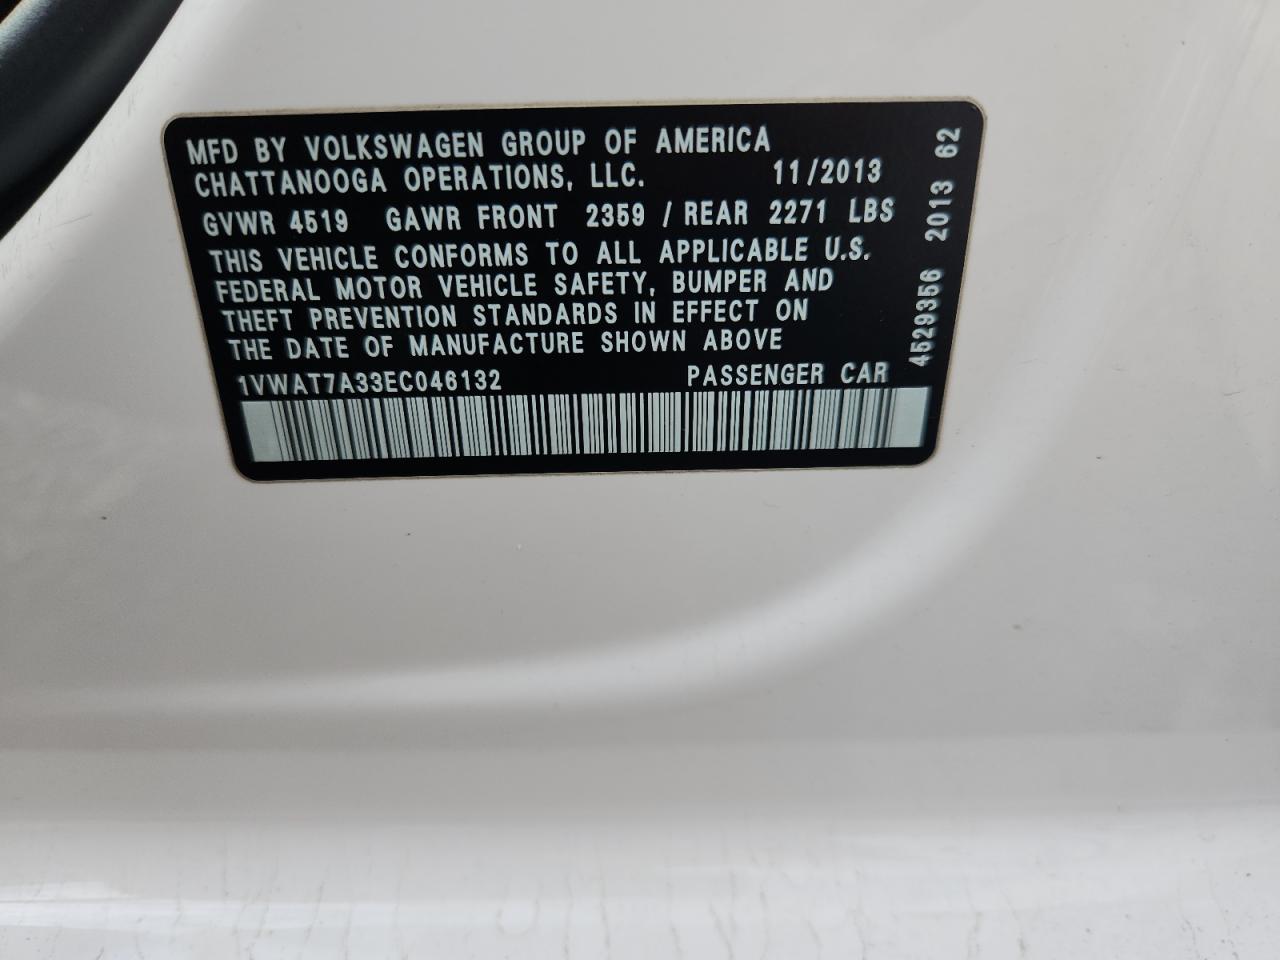 MFD BY VOLKSWAGEN GROUP OF AMERICA
CHATTANOOGA OPERATIONS, LLC. 11/2013
GVWR 4519 GAWR FRONT 2359 / REAR 2271 LBS
THIS VEHICLE CONFORMS TO ALL APPLICABLE U.S.
FEDERAL MOTOR VEHICLE SAFETY, BUMPER AND
THEFT PREVENTION STANDARDS IN EFFECT ON
THE DATE OF MANUFACTURE SHOWN ABOVE
1VWAT7A33EC046132 PASSENGER CAR
4529356 2013 62